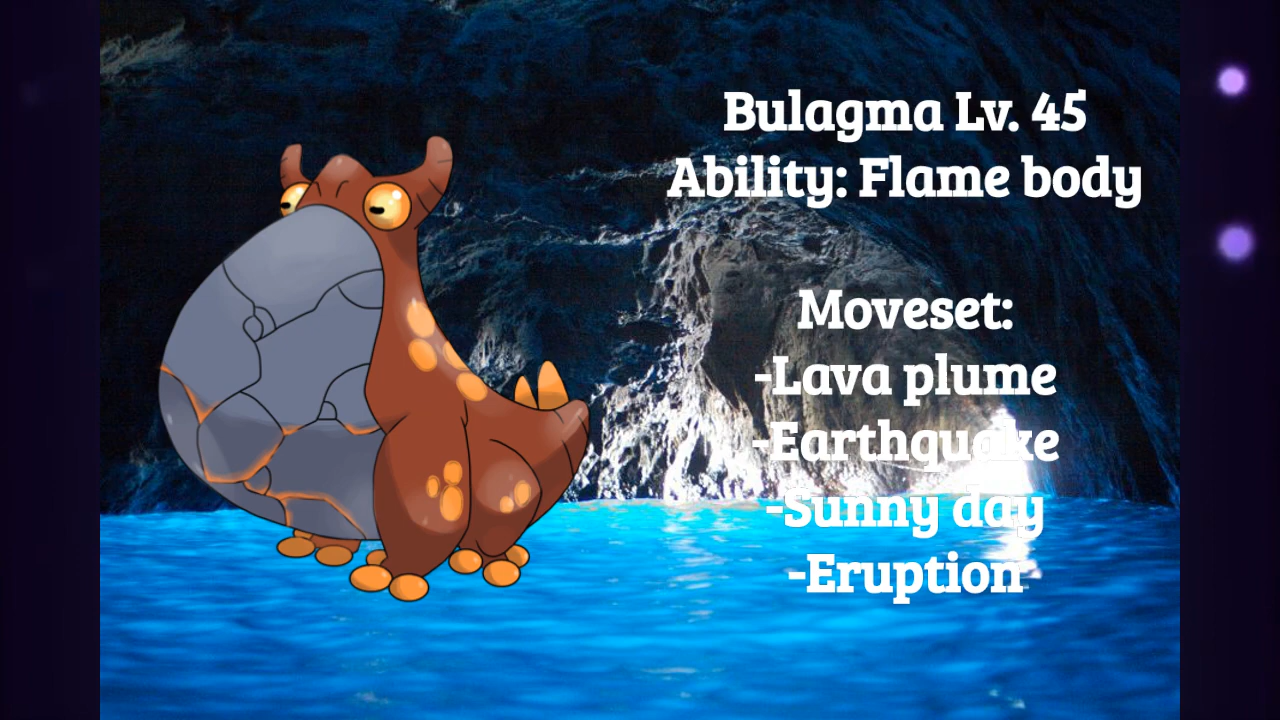 Bulagma Lv. 45
Ability: Flame body
Moveset:
-Lava plume
-Earthquake
-Sunny day
-Eruption